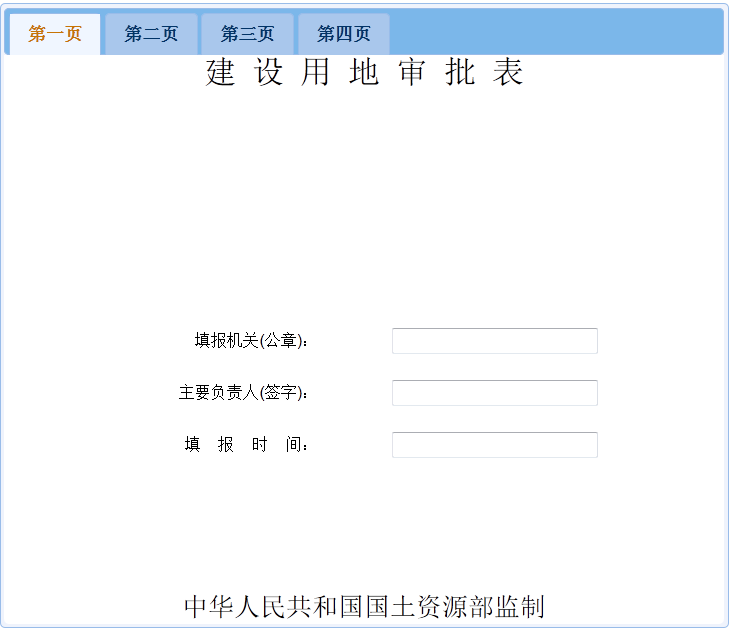 第一页 第二页 第三页 第四页
建设用地审批表
填报机关(公章):
主要负责人(签字):
填 报 时 间:
中华人民共和国国土资源部监制